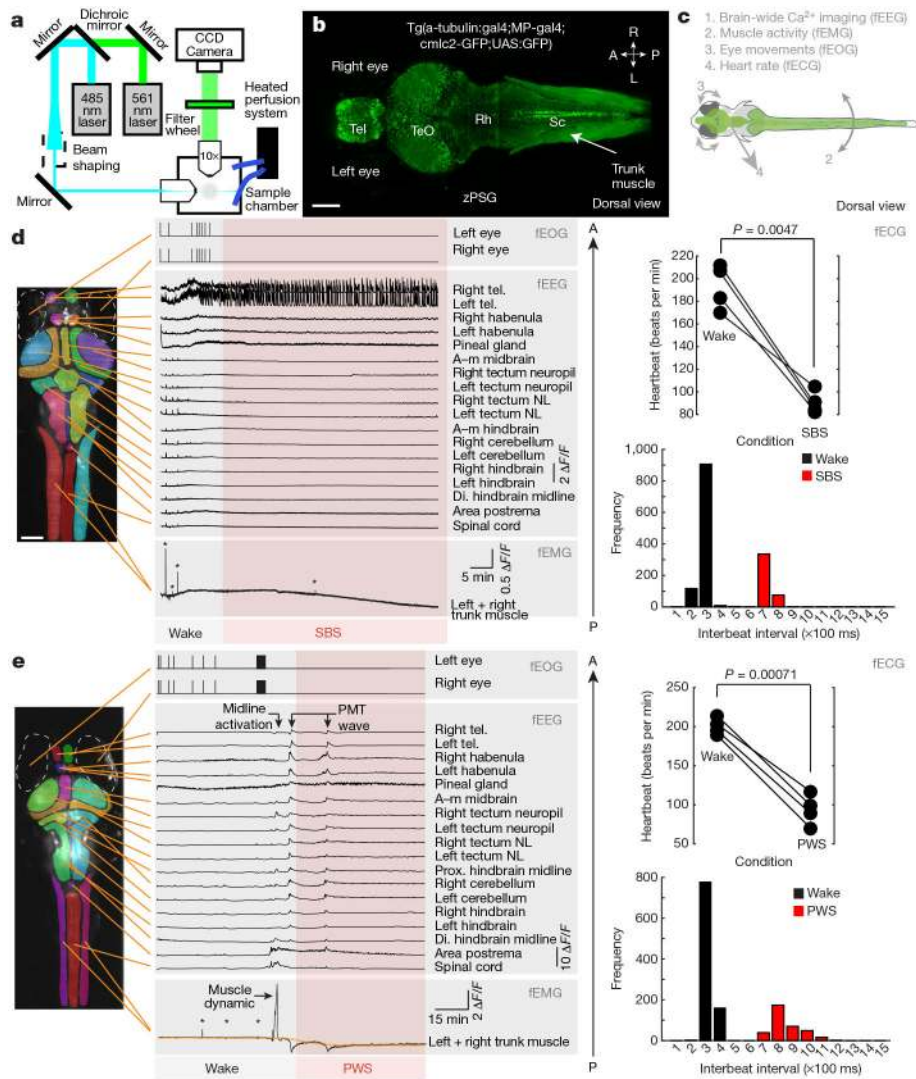 a
Mirror
Dichroic
mirror
Mirror
CCD
Camera
Heated
perfusion
system
485
nm
laser
561
nm
laser
Filter
wheel
Beam
shaping
10×
Mirror
Sample
chamber
b
Tg(a-tubulin:gal4;MP-gal4;
cmlc2-GFP;UAS:GFP)
R
A
P
L
Right eye
Tel
TeO
Rh
Sc
Left eye
Trunk
muscle
zPSG
Dorsal view
c
1. Brain-wide Ca²⁺ imaging (fEEG)
2. Muscle activity (fEMG)
3. Eye movements (fEOG)
4. Heart rate (fECG)
3
4
2
Dorsal view
d
Left eye
fEOG
Right eye
fEEG
Right tel.
Left tel.
Right habenula
Left habenula
Pineal gland
A–m midbrain
Right tectum neuropil
Left tectum neuropil
Right tectum NL
Left tectum NL
A–m hindbrain
Right cerebellum
Left cerebellum
Right hindbrain
Left hindbrain
Di. hindbrain midline
Area postrema
Spinal cord
2 ΔF/F
*
*
*
*
fEMG
5 min
0.5 ΔF/F
Left + right
trunk muscle
Wake
SBS
A
P
fECG
P = 0.0047
Heartbeat (beats per min)
220
200
180
160
140
120
100
80
Wake
SBS
Condition
Wake
SBS
Frequency
1,000
800
600
400
200
0
1 2 3 4 5 6 7 8 9 10 11 12 13 14 15
Interbeat interval (×100 ms)
e
Left eye
fEOG
Right eye
Midline
activation
PMT
wave
fEEG
Right tel.
Left tel.
Right habenula
Left habenula
Pineal gland
A–m midbrain
Right tectum neuropil
Left tectum neuropil
Right tectum NL
Left tectum NL
Prox. hindbrain midline
Right cerebellum
Left cerebellum
Right hindbrain
Left hindbrain
Di. hindbrain midline
Area postrema
Spinal cord
10 ΔF/F
Muscle
dynamic
* * *
fEMG
15 min
2 ΔF/F
Left + right trunk muscle
Wake
PWS
A
P
fECG
P = 0.00071
Heartbeat (beats per min)
250
200
150
100
50
Wake
PWS
Condition
Wake
PWS
Frequency
800
600
400
200
0
1 2 3 4 5 6 7 8 9 10 11 12 13 14 15
Interbeat interval (×100 ms)